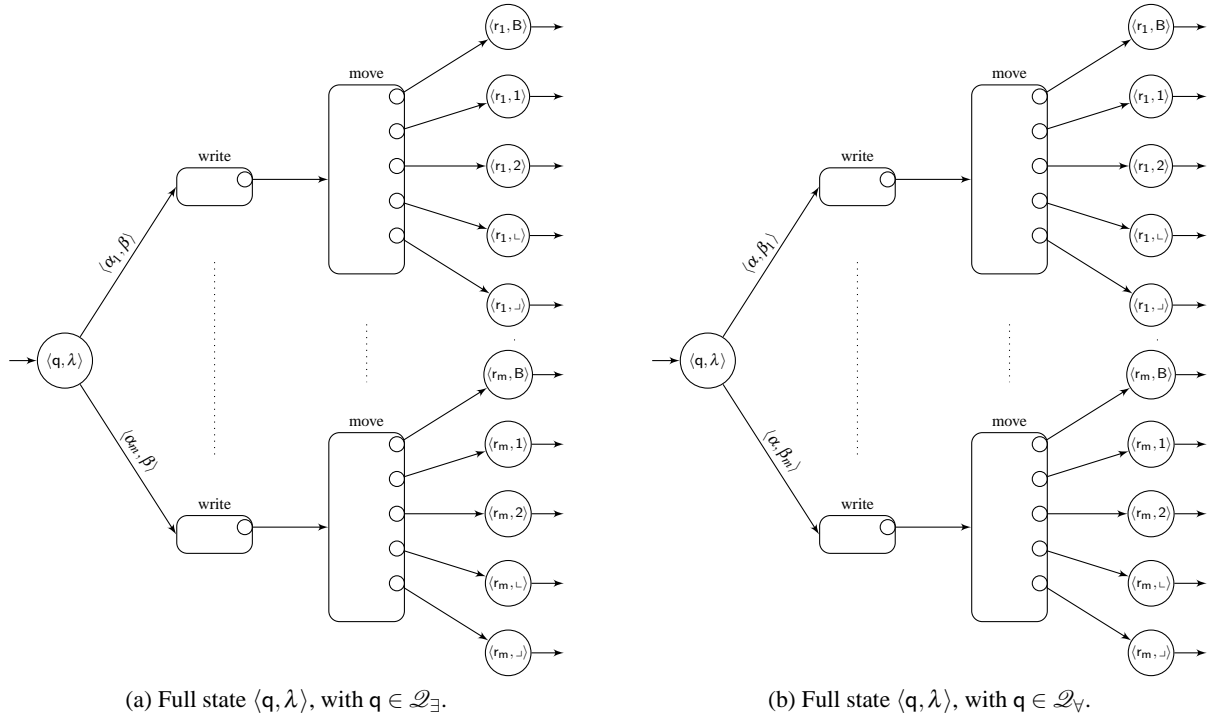 ⟨r₁, B⟩
move
⟨r₁, 1⟩
write
⟨r₁, 2⟩
⟨α₁, β⟩
⟨r₁, ⌞⟩
⟨r₁, ⌟⟩
⟨q, λ⟩
⟨rₘ, B⟩
move
⟨αₘ, β⟩
⟨rₘ, 1⟩
write
⟨rₘ, 2⟩
⟨rₘ, ⌞⟩
⟨rₘ, ⌟⟩
(a) Full state ⟨q, λ⟩, with q ∈ 𝒬∃.
⟨r₁, B⟩
move
⟨r₁, 1⟩
write
⟨r₁, 2⟩
⟨α, β₁⟩
⟨r₁, ⌞⟩
⟨r₁, ⌟⟩
⟨q, λ⟩
⟨rₘ, B⟩
move
⟨α, βₘ⟩
⟨rₘ, 1⟩
write
⟨rₘ, 2⟩
⟨rₘ, ⌞⟩
⟨rₘ, ⌟⟩
(b) Full state ⟨q, λ⟩, with q ∈ 𝒬∀.